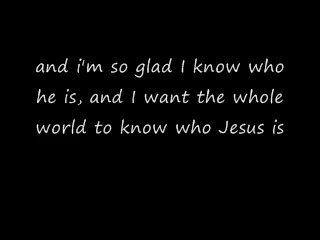 and i'm so glad I know who
he is, and I want the whole
world to know who Jesus is